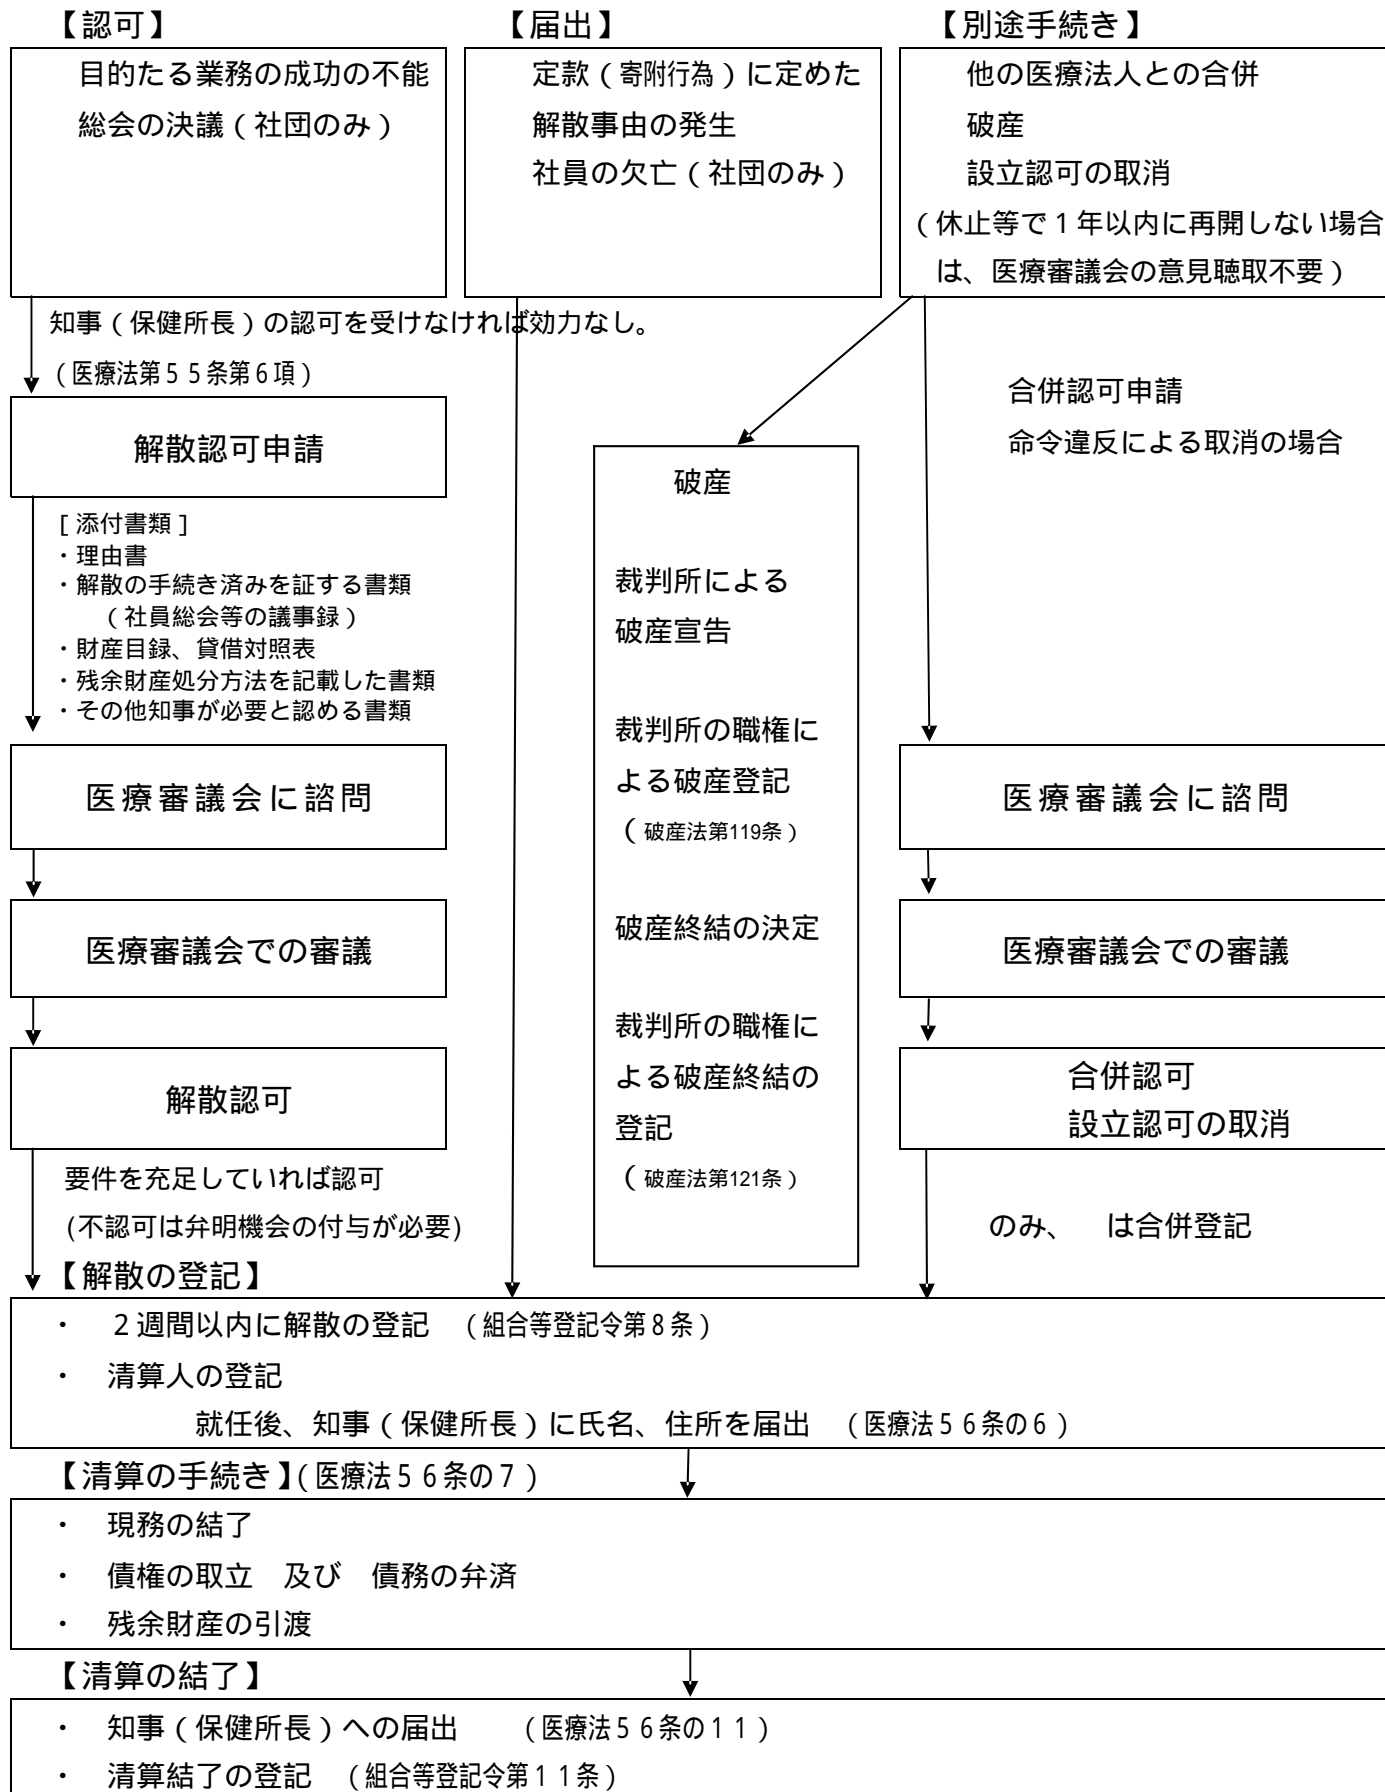 【認可】
目的たる業務の成功の不能
総会の決議（社団のみ）
【届出】
定款（寄附行為）に定めた
解散事由の発生
社員の欠亡（社団のみ）
【別途手続き】
他の医療法人との合併
破産
設立認可の取消
（休止等で１年以内に再開しない場合
は、医療審議会の意見聴取不要）
知事（保健所長）の認可を受けなければ効力なし。
（医療法第５５条第６項）
解散認可申請
[添付書類]
・理由書
・解散の手続き済みを証する書類
（社員総会等の議事録）
・財産目録、貸借対照表
・残余財産処分方法を記載した書類
・その他知事が必要と認める書類
医療審議会に諮問
医療審議会での審議
解散認可
要件を充足していれば認可
(不認可は弁明機会の付与が必要)
破産
裁判所による
破産宣告
裁判所の職権に
よる破産登記
（破産法第119条）
破産終結の決定
裁判所の職権に
よる破産終結の
登記
（破産法第121条）
合併認可申請
命令違反による取消の場合
医療審議会に諮問
医療審議会での審議
合併認可
設立認可の取消
のみ、　は合併登記
【解散の登記】
・　２週間以内に解散の登記　（組合等登記令第８条）
・　清算人の登記
就任後、知事（保健所長）に氏名、住所を届出　（医療法５６条の６）
【清算の手続き】（医療法５６条の７）
・　現務の結了
・　債権の取立　及び　債務の弁済
・　残余財産の引渡
【清算の結了】
・　知事（保健所長）への届出　　（医療法５６条の１１）
・　清算結了の登記　（組合等登記令第１１条）